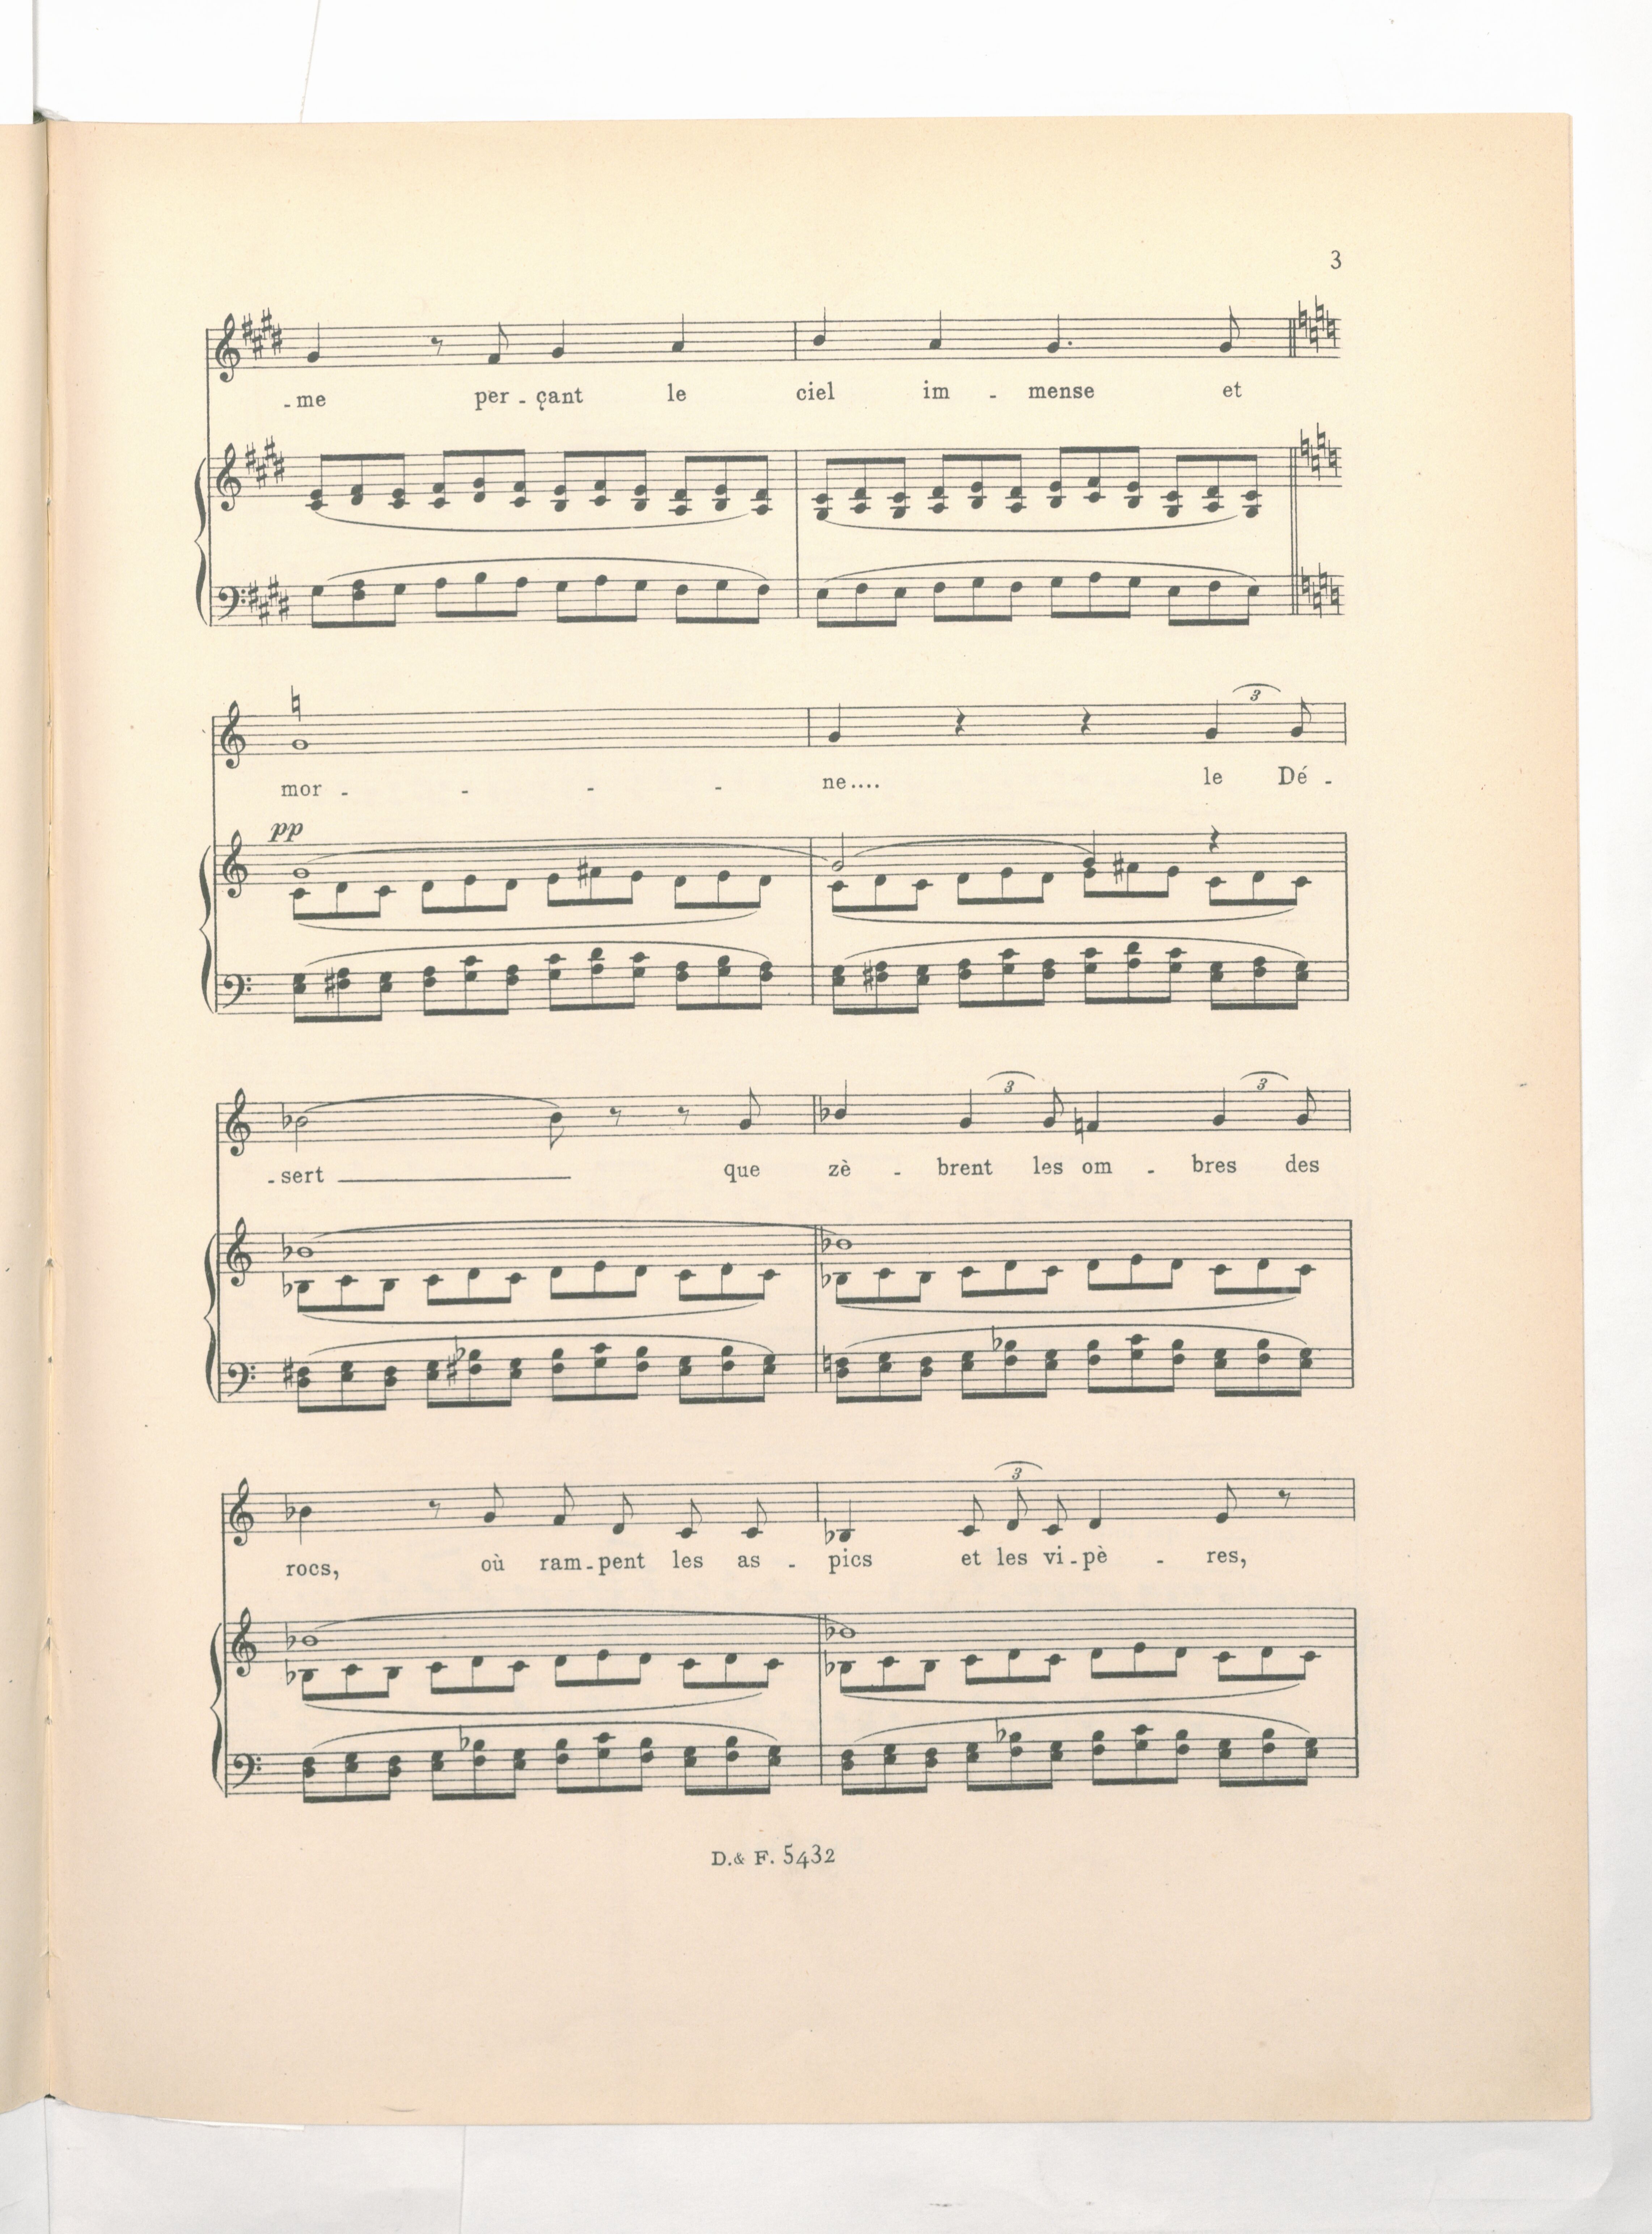 3
-me per-çant le ciel im-mense et
3
mor----ne.... le Dé-
pp
3 3
-sert que zè-brent les om-bres des
3
rocs, où ram-pent les as-pics et les vi-pè-res,
D.& F. 5432